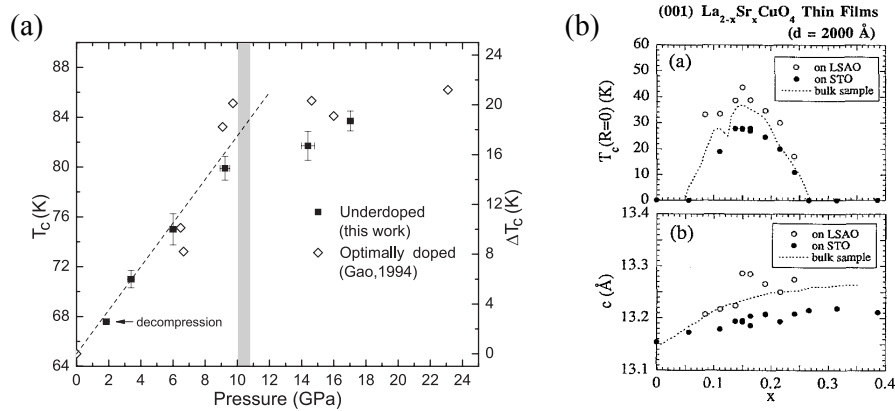 (a)
88
84
80
76
72
68
64
T_c (K)
24
20
16
12
8
4
0
ΔT_c (K)
Underdoped
(this work)
Optimally doped
(Gao,1994)
decompression
0 2 4 6 8 10 12 14 16 18 20 22 24
Pressure (GPa)
(b)
(001) La₂₋ₓSrₓCuO₄ Thin Films
(d = 2000 Å)
(a)
60
50
40
30
20
10
0
T_c(R=0) (K)
on LSAO
on STO
bulk sample
(b)
13.4
13.3
13.2
13.1
c (Å)
on LSAO
on STO
bulk sample
0 0.1 0.2 0.3 0.4
x